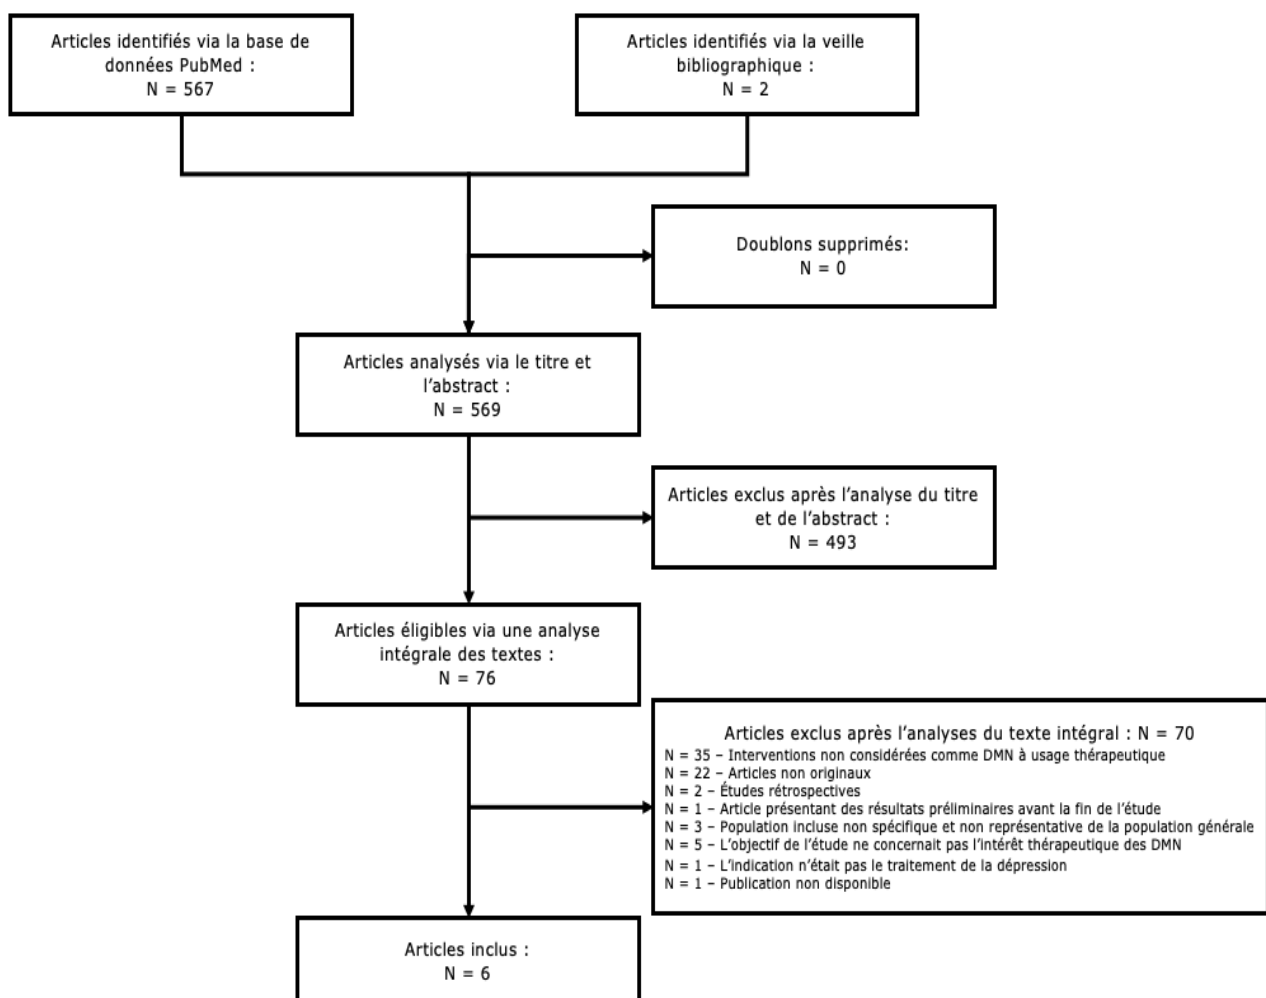 Articles identifiés via la base de
données PubMed :
N = 567
Articles identifiés via la veille
bibliographique :
N = 2
Doublons supprimés:
N = 0
Articles analysés via le titre et
l’abstract :
N = 569
Articles exclus après l’analyse du titre
et de l’abstract :
N = 493
Articles éligibles via une analyse
intégrale des textes :
N = 76
Articles exclus après l’analyses du texte intégral : N = 70
N = 35 – Interventions non considérées comme DMN à usage thérapeutique
N = 22 – Articles non originaux
N = 2 – Études rétrospectives
N = 1 – Article présentant des résultats préliminaires avant la fin de l’étude
N = 3 – Population incluse non spécifique et non représentative de la population générale
N = 5 – L’objectif de l’étude ne concernait pas l’intérêt thérapeutique des DMN
N = 1 – L’indication n’était pas le traitement de la dépression
N = 1 – Publication non disponible
Articles inclus :
N = 6